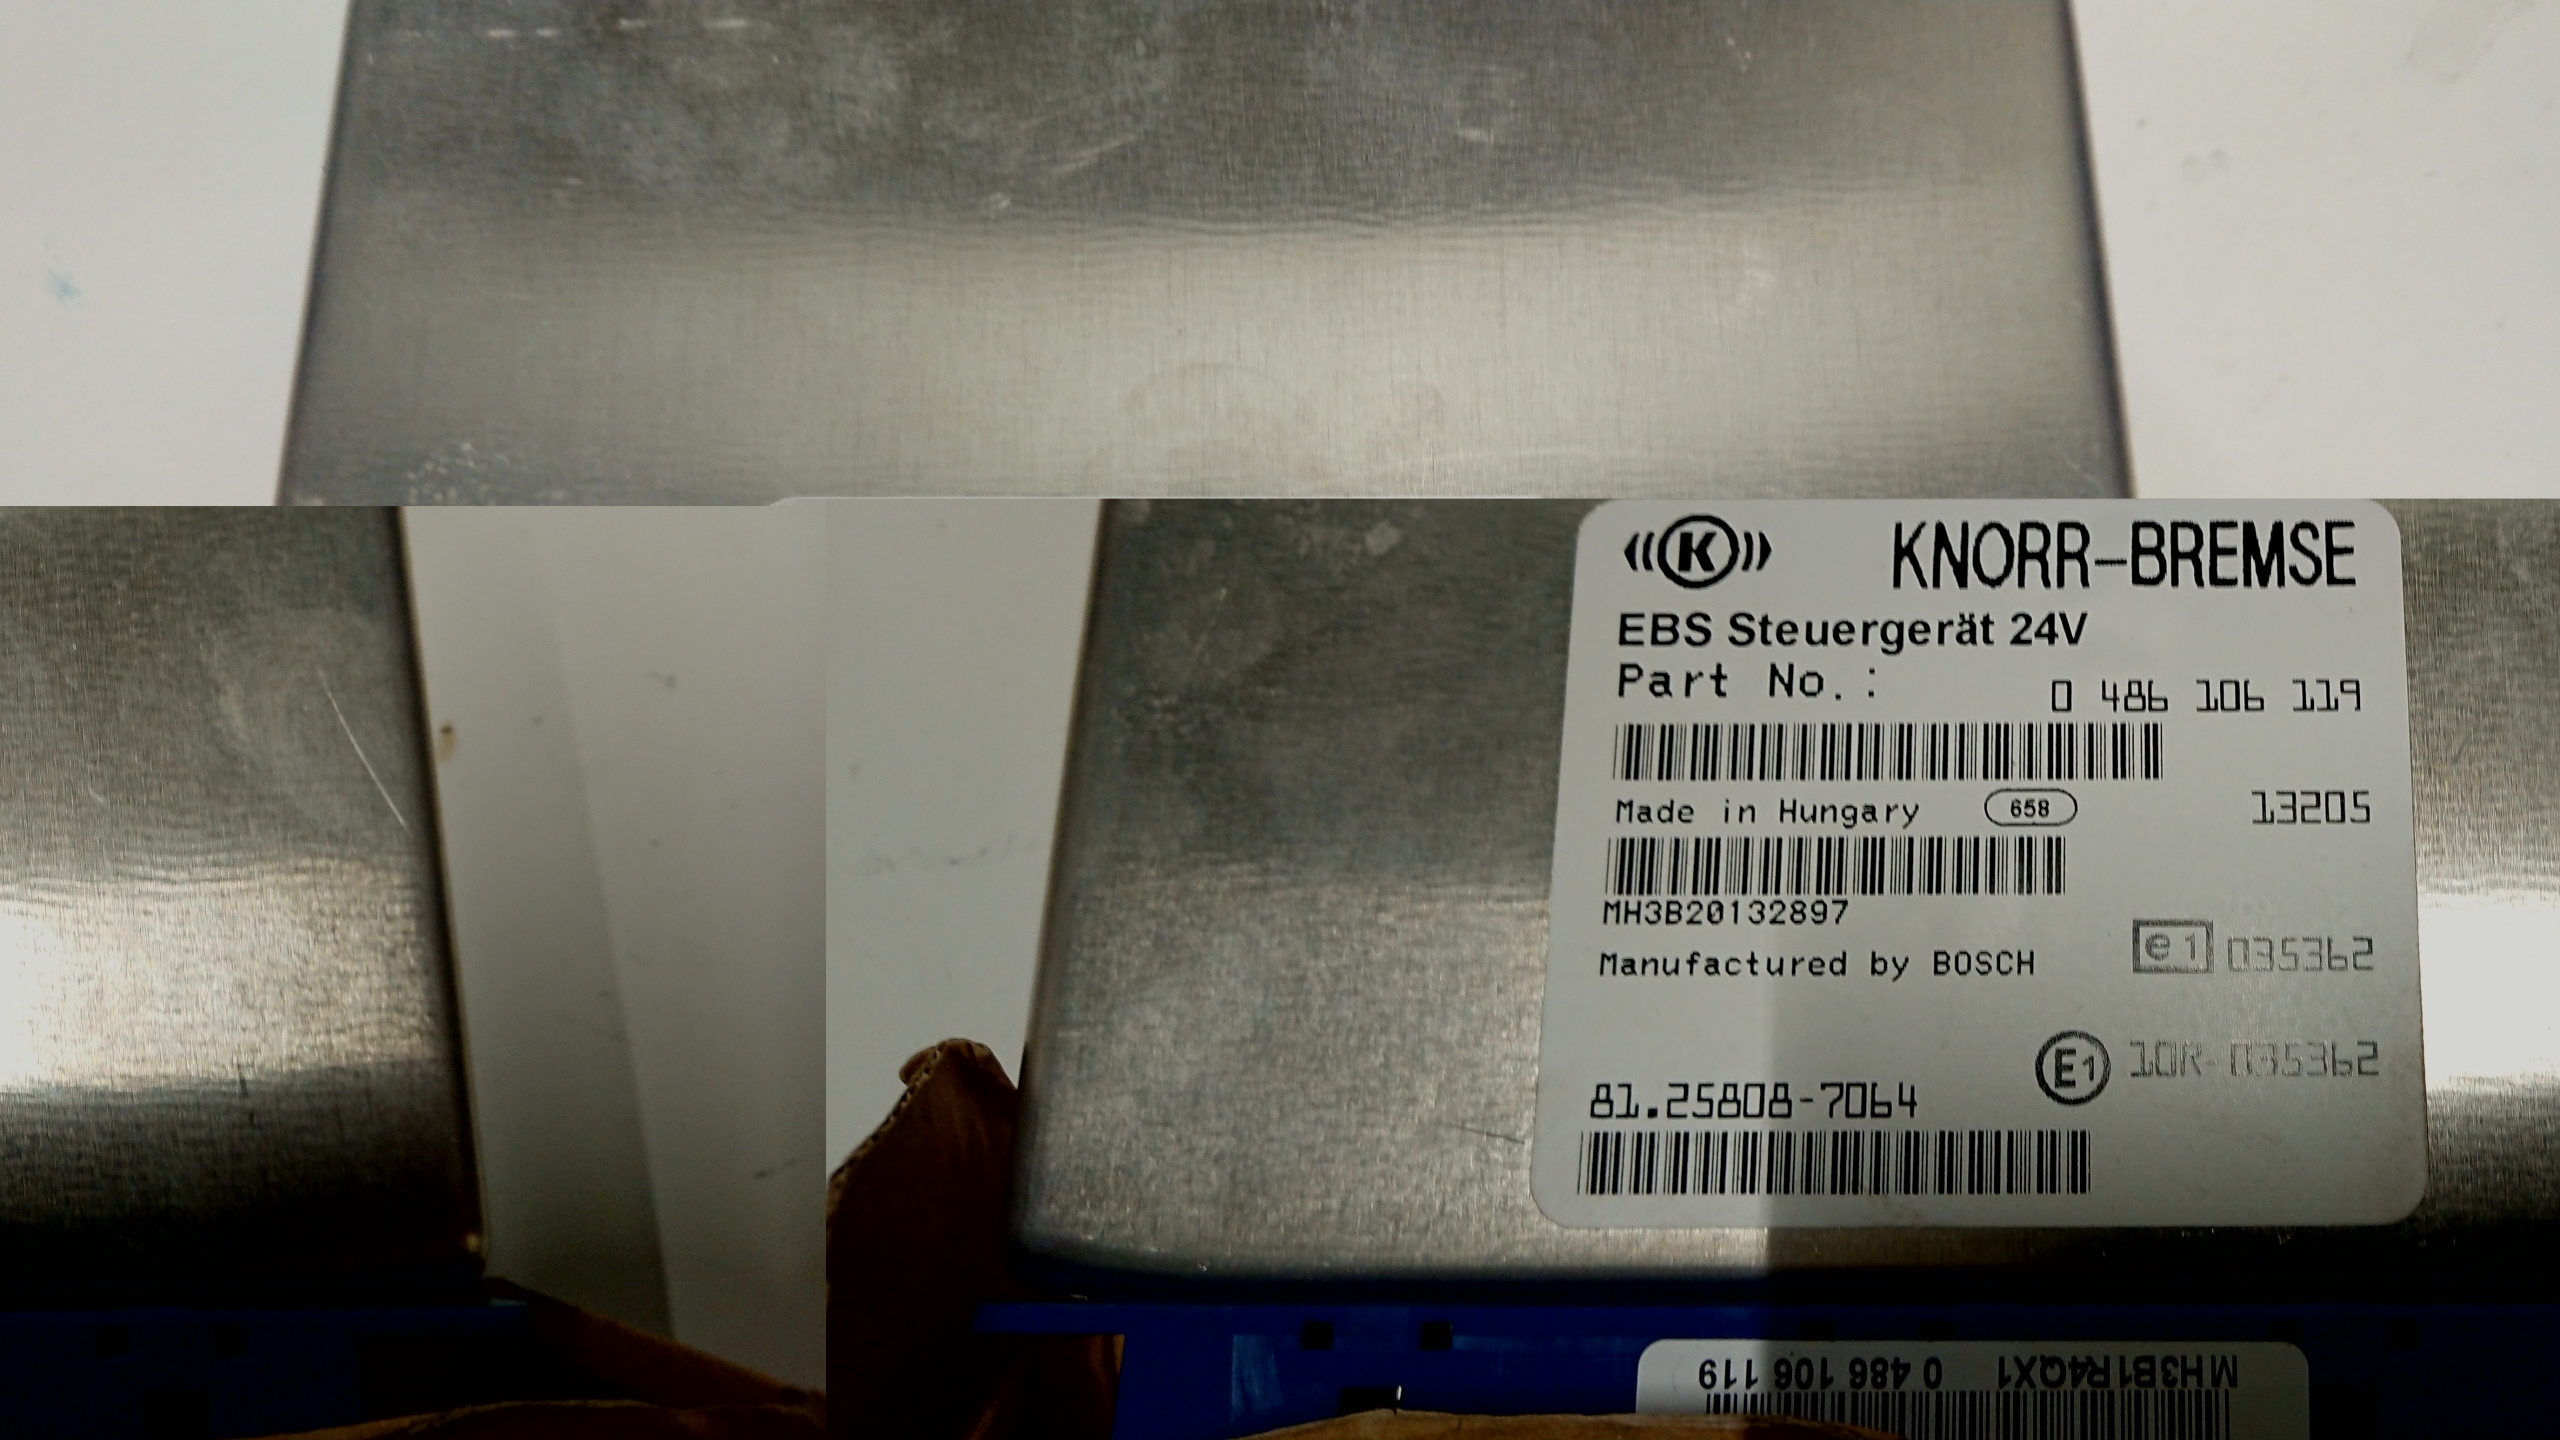 K KNORR-BREMSE
EBS Steuergerät 24V
Part No.: 0 486 106 119
Made in Hungary 658 13205
MH3B20132897
Manufactured by BOSCH e1 035362
E1 10R-035362
81.25808-7064
MH3B1R4QX1 0 486 106 119